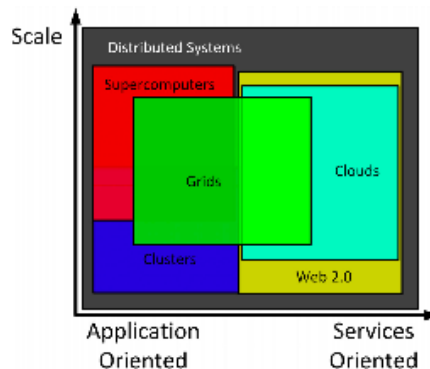 Scale
Distributed Systems
Supercomputers
Grids
Clouds
Clusters
Web 2.0
Application
Oriented
Services
Oriented